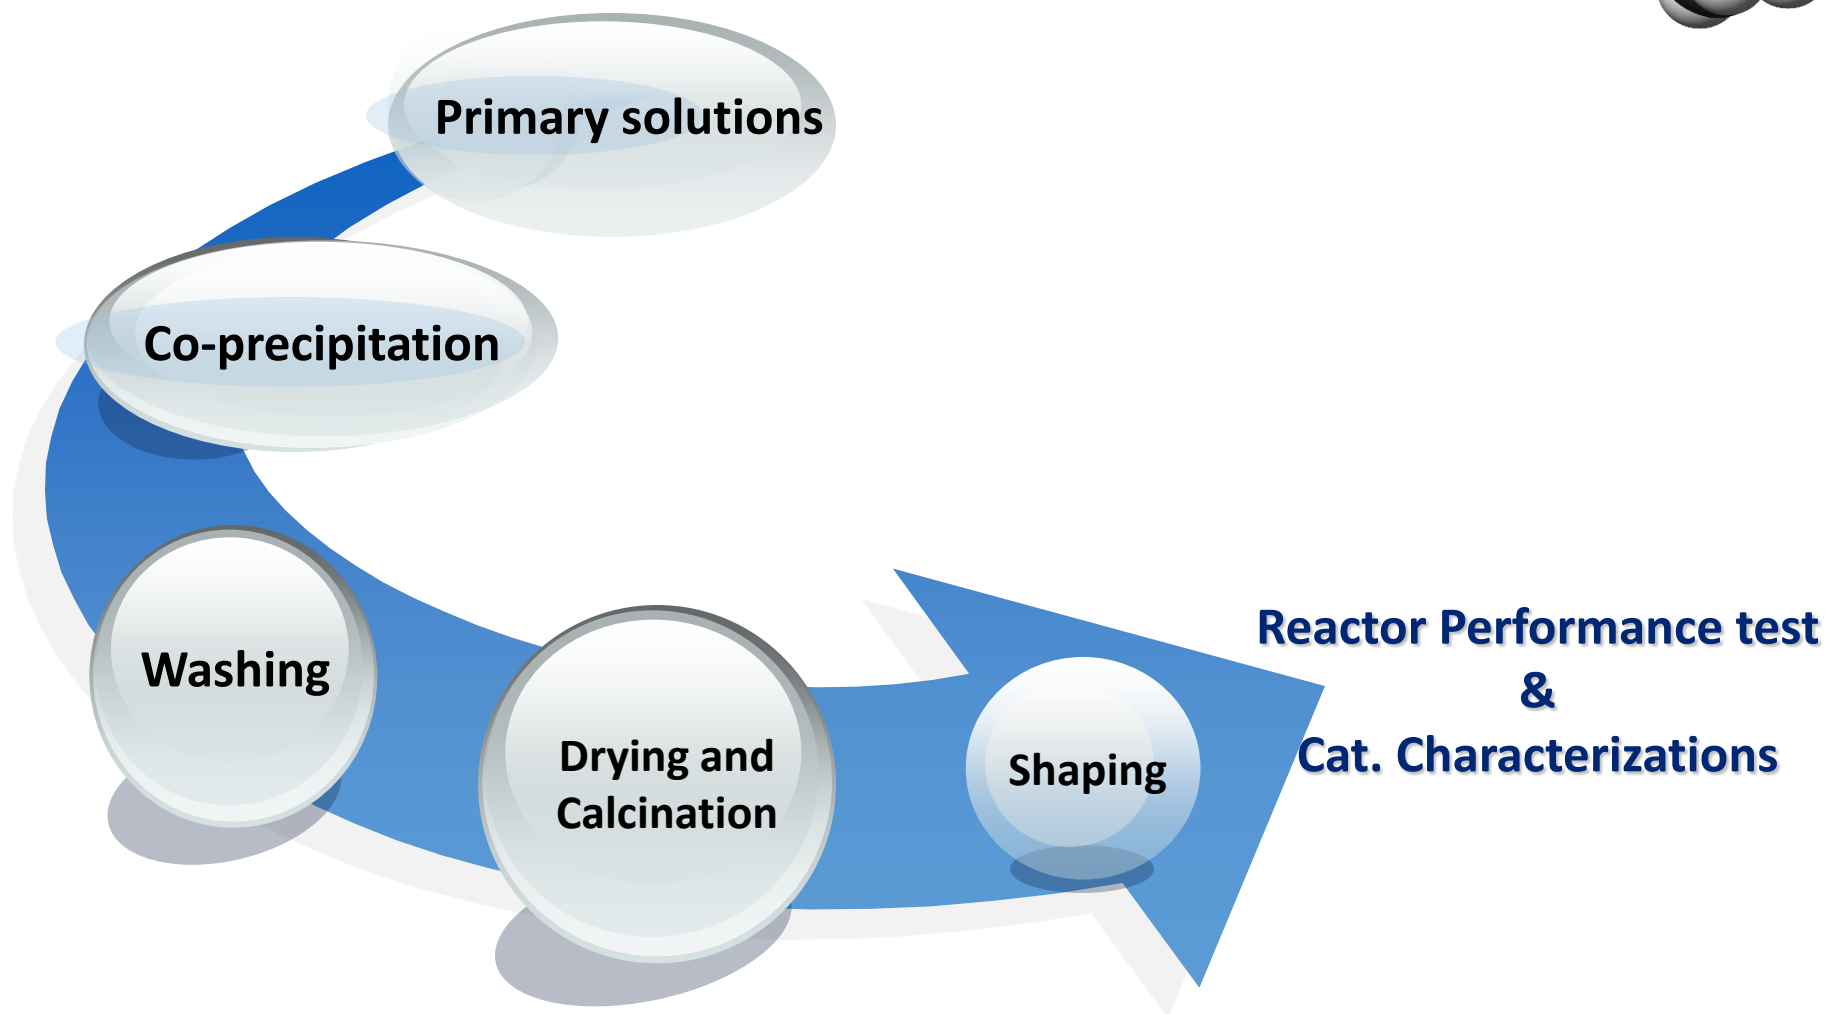 Primary solutions
Co-precipitation
Washing
Drying and
Calcination
Shaping
Reactor Performance test
&
Cat. Characterizations